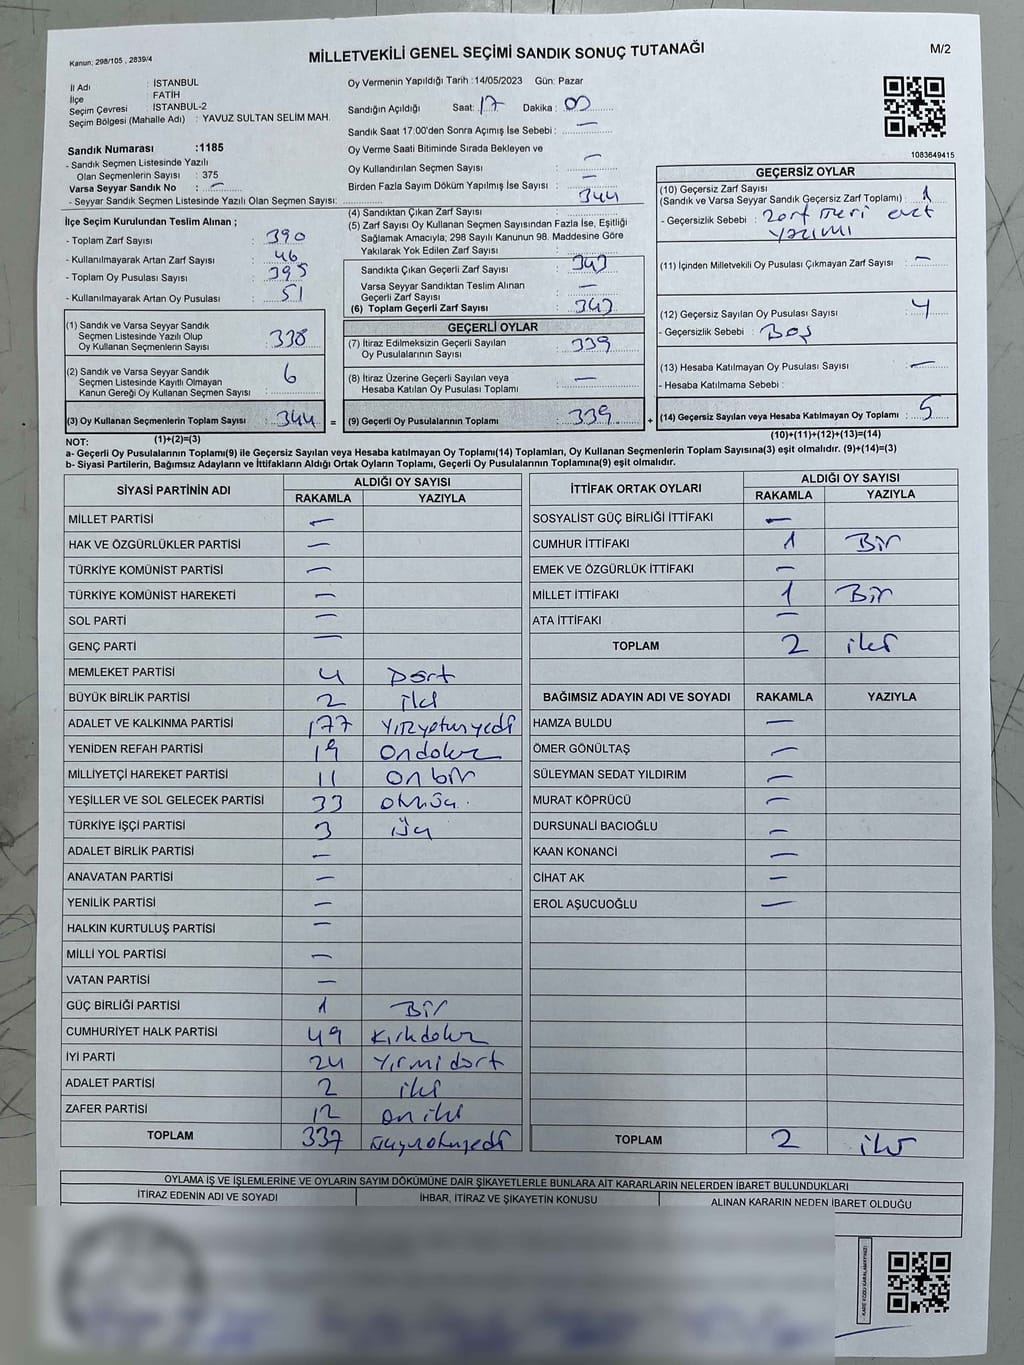 Kanun; 298/105 , 2839/4
MİLLETVEKİLİ GENEL SEÇİMİ SANDIK SONUÇ TUTANAĞI
M/2
İl Adı : İSTANBUL
İlçe : FATİH
Seçim Çevresi : İSTANBUL-2
Seçim Bölgesi (Mahalle Adı) : YAVUZ SULTAN SELİM MAH.
Sandık Numarası :1185
- Sandık Seçmen Listesinde Yazılı
Olan Seçmenlerin Sayısı : 375
Varsa Seyyar Sandık No : —
- Seyyar Sandık Seçmen Listesinde Yazılı Olan Seçmen Sayısı:
Oy Vermenin Yapıldığı Tarih :14/05/2023 Gün: Pazar
Sandığın Açıldığı Saat: 17 Dakika : 00
Sandık Saat 17.00'den Sonra Açımış İse Sebebi : —
Oy Verme Saati Bitiminde Sırada Bekleyen ve
Oy Kullandırılan Seçmen Sayısı —
Birden Fazla Sayım Döküm Yapılmış İse Sayısı —
1083649415
İlçe Seçim Kurulundan Teslim Alınan ;
- Toplam Zarf Sayısı : 390
- Kullanılmayarak Artan Zarf Sayısı : 46
- Toplam Oy Pusulası Sayısı : 395
- Kullanılmayarak Artan Oy Pusulası : 51
(1) Sandık ve Varsa Seyyar Sandık
Seçmen Listesinde Yazılı Olup
Oy Kullanan Seçmenlerin Sayısı : 338
(2) Sandık ve Varsa Seyyar Sandık
Seçmen Listesinde Kayıtlı Olmayan
Kanun Gereği Oy Kullanan Seçmen Sayısı : 6
(3) Oy Kullanan Seçmenlerin Toplam Sayısı : 344 =
(1)+(2)=(3)
(4) Sandıktan Çıkan Zarf Sayısı : 344
(5) Zarf Sayısı Oy Kullanan Seçmen Sayısından Fazla İse, Eşitliği
Sağlamak Amacıyla; 298 Sayılı Kanunun 98. Maddesine Göre
Yakılarak Yok Edilen Zarf Sayısı :
Sandıkta Çıkan Geçerli Zarf Sayısı : 343
Varsa Seyyar Sandıktan Teslim Alınan
Geçerli Zarf Sayısı : —
(6) Toplam Geçerli Zarf Sayısı : 343
GEÇERLİ OYLAR
(7) İtiraz Edilmeksizin Geçerli Sayılan
Oy Pusulalarının Sayısı : 339
(8) İtiraz Üzerine Geçerli Sayılan veya
Hesaba Katılan Oy Pusulası Toplamı : —
(9) Geçerli Oy Pusulalarının Toplamı : 339 +
GEÇERSİZ OYLAR
(10) Geçersiz Zarf Sayısı
(Sandık ve Varsa Seyyar Sandık Geçersiz Zarf Toplamı) : 1
- Geçersizlik Sebebi : zarf üzeri evet
yazımı
(11) İçinden Milletvekili Oy Pusulası Çıkmayan Zarf Sayısı : —
(12) Geçersiz Sayılan Oy Pusulası Sayısı : 4
- Geçersizlik Sebebi : Boş
(13) Hesaba Katılmayan Oy Pusulası Sayısı : —
- Hesaba Katılmama Sebebi :
(14) Geçersiz Sayılan veya Hesaba Katılmayan Oy Toplamı : 5
(10)+(11)+(12)+(13)=(14)
NOT:
a- Geçerli Oy Pusulalarının Toplamı(9) ile Geçersiz Sayılan veya Hesaba Katılmayan Oy Toplamı(14) Toplamları, Oy Kullanan Seçmenlerin Toplam Sayısına(3) eşit olmalıdır. (9)+(14)=(3)
b- Siyasi Partilerin, Bağımsız Adayların ve İttifakların Aldığı Ortak Oyların Toplamı, Geçerli Oy Pusulalarının Toplamına(9) eşit olmalıdır.
SİYASİ PARTİNİN ADI ALDIĞI OY SAYISI
RAKAMLA YAZIYLA
MİLLET PARTİSİ —
HAK VE ÖZGÜRLÜKLER PARTİSİ —
TÜRKİYE KOMÜNİST PARTİSİ —
TÜRKİYE KOMÜNİST HAREKETİ —
SOL PARTİ —
GENÇ PARTİ —
MEMLEKET PARTİSİ 4 Dört
BÜYÜK BİRLİK PARTİSİ 2 iki
ADALET VE KALKINMA PARTİSİ 177 Yüzyetmişyedi
YENİDEN REFAH PARTİSİ 19 Ondokuz
MİLLİYETÇİ HAREKET PARTİSİ 11 Onbir
YEŞİLLER VE SOL GELECEK PARTİSİ 33 otuzüç
TÜRKİYE İŞÇİ PARTİSİ 3 üç
ADALET BİRLİK PARTİSİ —
ANAVATAN PARTİSİ —
YENİLİK PARTİSİ —
HALKIN KURTULUŞ PARTİSİ —
MİLLİ YOL PARTİSİ —
VATAN PARTİSİ —
GÜÇ BİRLİĞİ PARTİSİ 1 Bir
CUMHURİYET HALK PARTİSİ 49 Kırkdokuz
İYİ PARTİ 24 Yirmi dört
ADALET PARTİSİ 2 iki
ZAFER PARTİSİ 12 on iki
TOPLAM 337 üçyüzotuzyedi
İTTİFAK ORTAK OYLARI ALDIĞI OY SAYISI
RAKAMLA YAZIYLA
SOSYALİST GÜÇ BİRLİĞİ İTTİFAKI —
CUMHUR İTTİFAKI 1 Bir
EMEK VE ÖZGÜRLÜK İTTİFAKI —
MİLLET İTTİFAKI 1 Bir
ATA İTTİFAKI —
TOPLAM 2 iki
BAĞIMSIZ ADAYIN ADI VE SOYADI RAKAMLA YAZIYLA
HAMZA BULDU —
ÖMER GÖNÜLTAŞ —
SÜLEYMAN SEDAT YILDIRIM —
MURAT KÖPRÜCÜ —
DURSUNALİ BACIOĞLU —
KAAN KONANCİ —
CİHAT AK —
EROL AŞUCUOĞLU —
TOPLAM 2 iki
OYLAMA İŞ VE İŞLEMLERİNE VE OYLARIN SAYIM DÖKÜMÜNE DAİR ŞİKAYETLERLE BUNLARA AİT KARARLARIN NELERDEN İBARET BULUNDUKLARI
İTİRAZ EDENİN ADI VE SOYADI İHBAR, İTİRAZ VE ŞİKAYETİN KONUSU ALINAN KARARIN NEDEN İBARET OLDUĞU